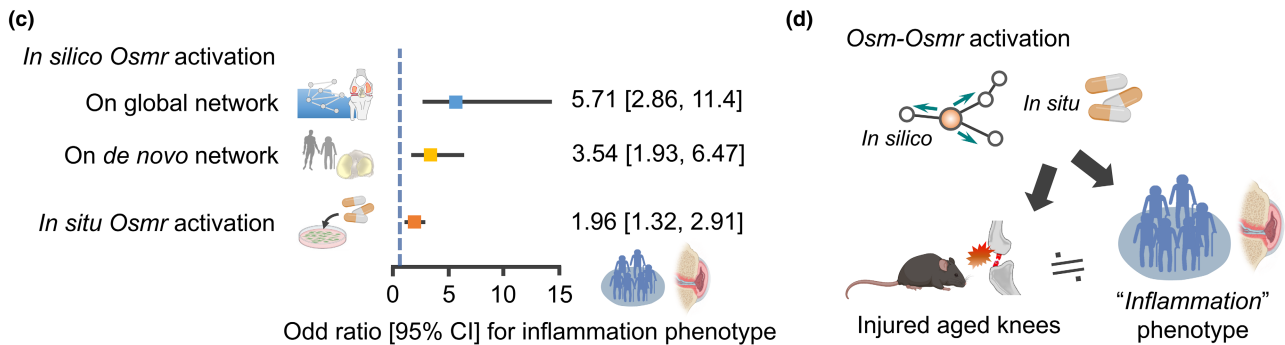 (c)
In silico Osmr activation
On global network
5.71 [2.86, 11.4]
On de novo network
3.54 [1.93, 6.47]
In situ Osmr activation
1.96 [1.32, 2.91]
0 5 10 15
Odd ratio [95% CI] for inflammation phenotype
(d)
Osm-Osmr activation
In situ
In silico
Injured aged knees
≓
“Inflammation”
phenotype